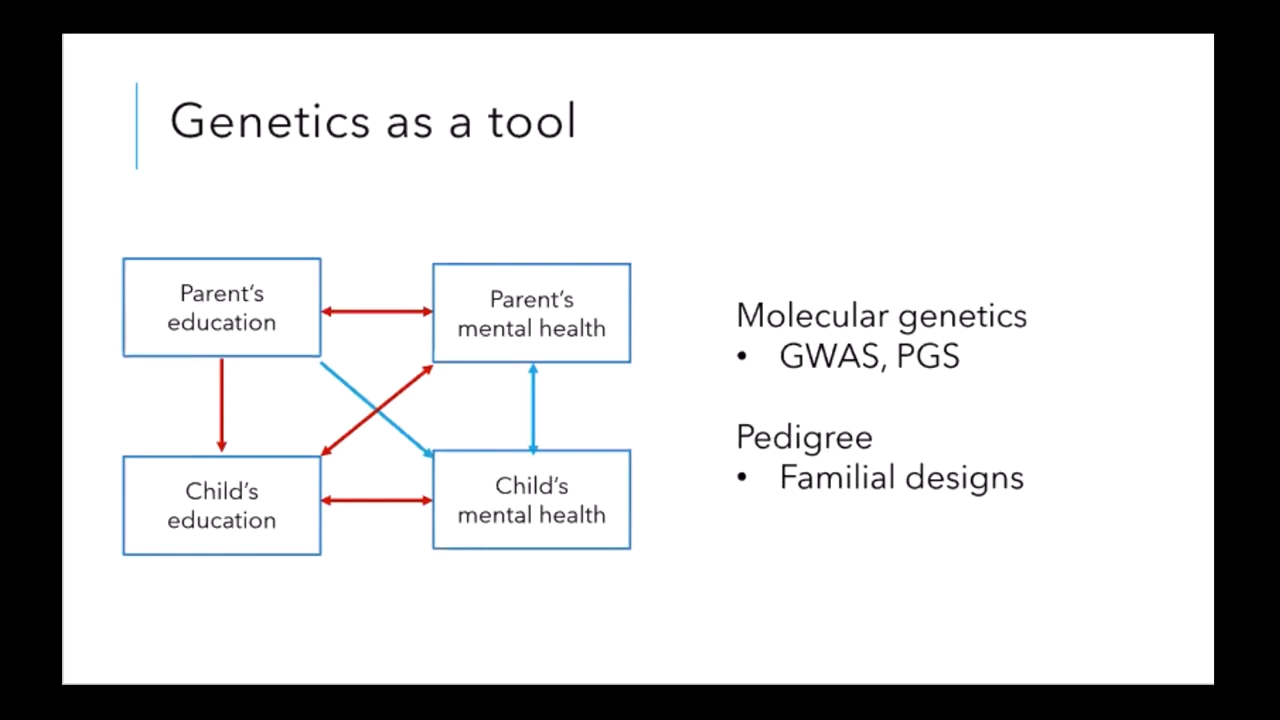 Genetics as a tool
Parent’s
education
Parent’s
mental health
Child’s
education
Child’s
mental health
Molecular genetics
• GWAS, PGS
Pedigree
• Familial designs